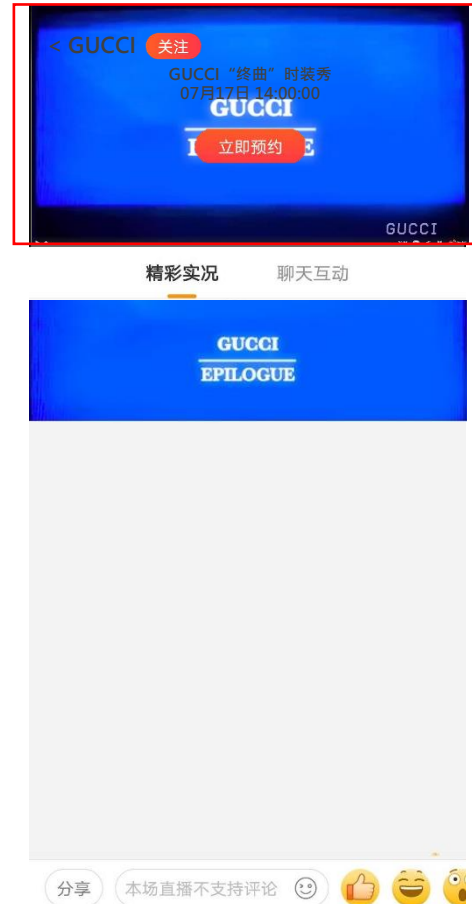 < GUCCI 关注
GUCCI“终曲”时装秀
07月17日 14:00:00
GUCCI
立即预约
GUCCI
精彩实况 聊天互动
GUCCI
EPILOGUE
分享 本场直播不支持评论